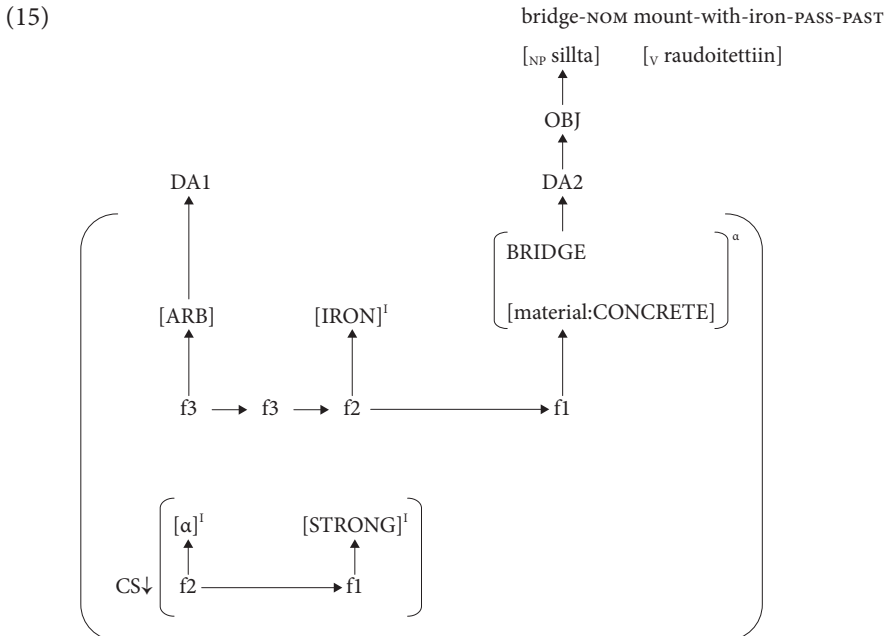 (15) bridge-NOM mount-with-iron-PASS-PAST
[NP sillta] [V raudoitettiin]
OBJ
DA1 DA2
BRIDGE α
[ARB] [IRON]I [material:CONCRETE]
f3 f3 f2 f1
[α]I [STRONG]I
CS↓ f2 f1